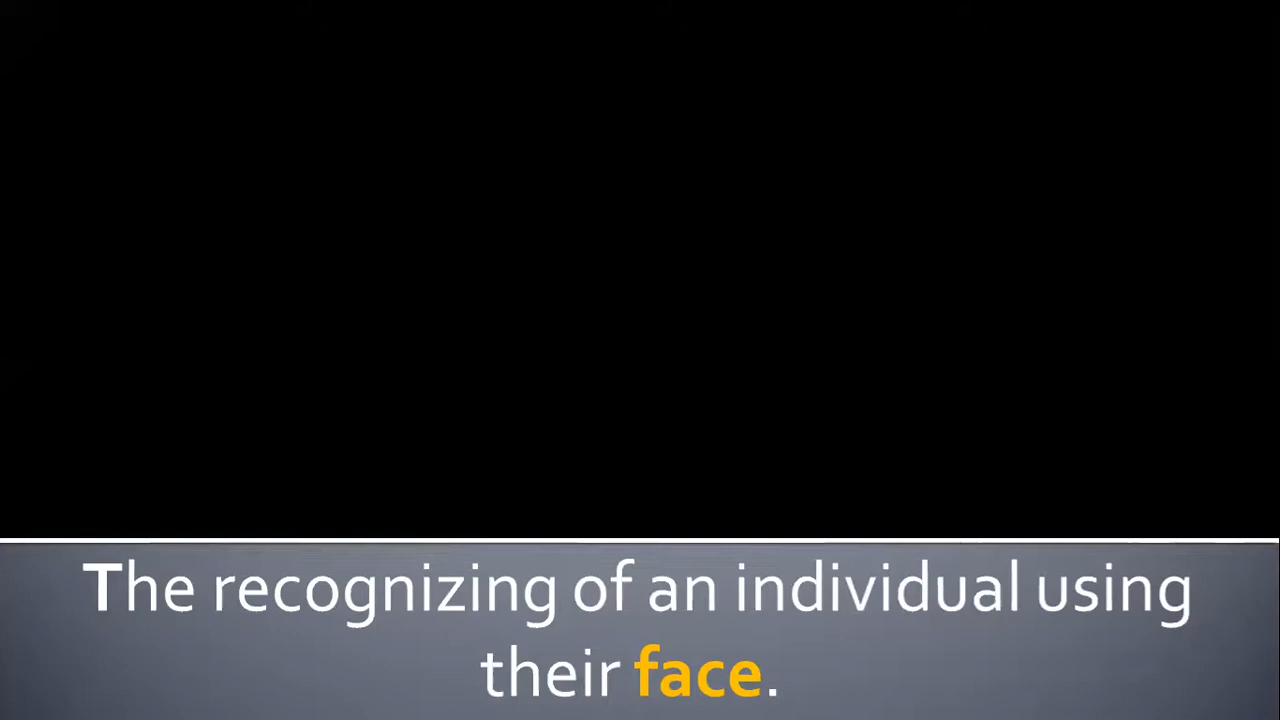 The recognizing of an individual using
their face.